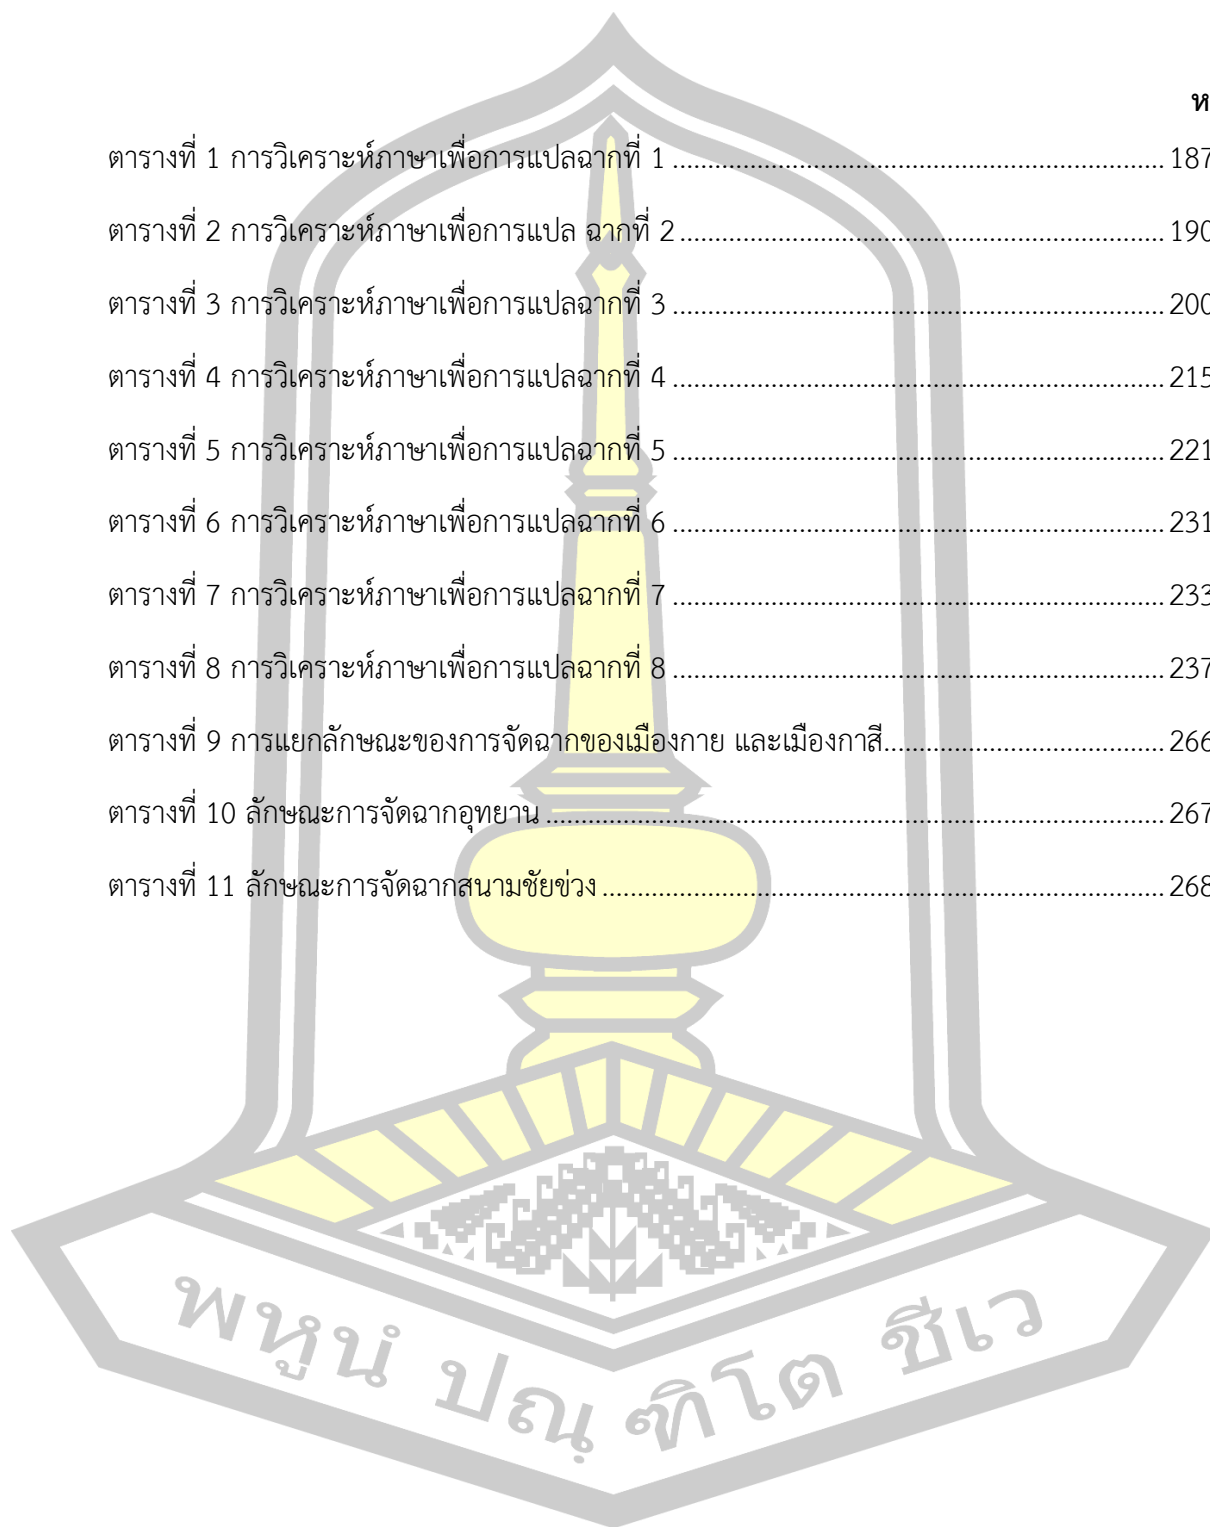 ห
ตารางที่ 1 การวิเคราะห์ภาษาเพื่อการแปลฉากที่ 1 ........................................................... 187
ตารางที่ 2 การวิเคราะห์ภาษาเพื่อการแปล ฉากที่ 2 ........................................................... 190
ตารางที่ 3 การวิเคราะห์ภาษาเพื่อการแปลฉากที่ 3 ........................................................... 200
ตารางที่ 4 การวิเคราะห์ภาษาเพื่อการแปลฉากที่ 4 ........................................................... 215
ตารางที่ 5 การวิเคราะห์ภาษาเพื่อการแปลฉากที่ 5 ........................................................... 221
ตารางที่ 6 การวิเคราะห์ภาษาเพื่อการแปลฉากที่ 6 ........................................................... 231
ตารางที่ 7 การวิเคราะห์ภาษาเพื่อการแปลฉากที่ 7 ........................................................... 233
ตารางที่ 8 การวิเคราะห์ภาษาเพื่อการแปลฉากที่ 8 ........................................................... 237
ตารางที่ 9 การแยกลักษณะของการจัดฉากของเมืองกาย และเมืองกาสี.................................. 266
ตารางที่ 10 ลักษณะการจัดฉากอุทยาน .......................................................................... 267
ตารางที่ 11 ลักษณะการจัดฉากสนามชัยข่วง .................................................................... 268
พหูนํ ปณฺ ฑิโต ชีเว